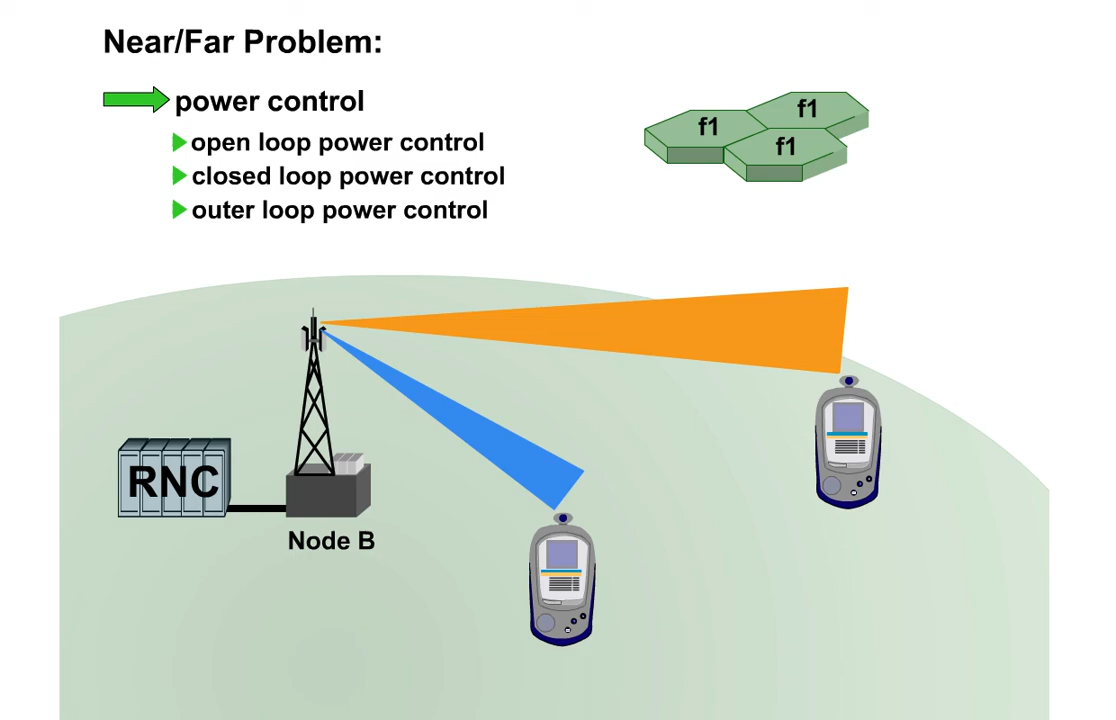 Near/Far Problem:
power control
open loop power control
closed loop power control
outer loop power control
f1
f1
f1
RNC
Node B